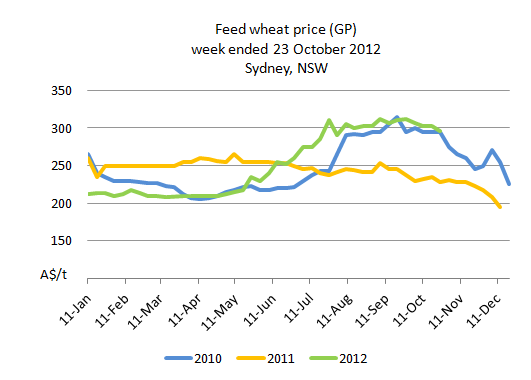 Feed wheat price (GP)
week ended 23 October 2012
Sydney, NSW
350
300
250
200
150
A$/t
11-Jan
11-Feb
11-Mar
11-Apr
11-May
11-Jun
11-Jul
11-Aug
11-Sep
11-Oct
11-Nov
11-Dec
2010
2011
2012